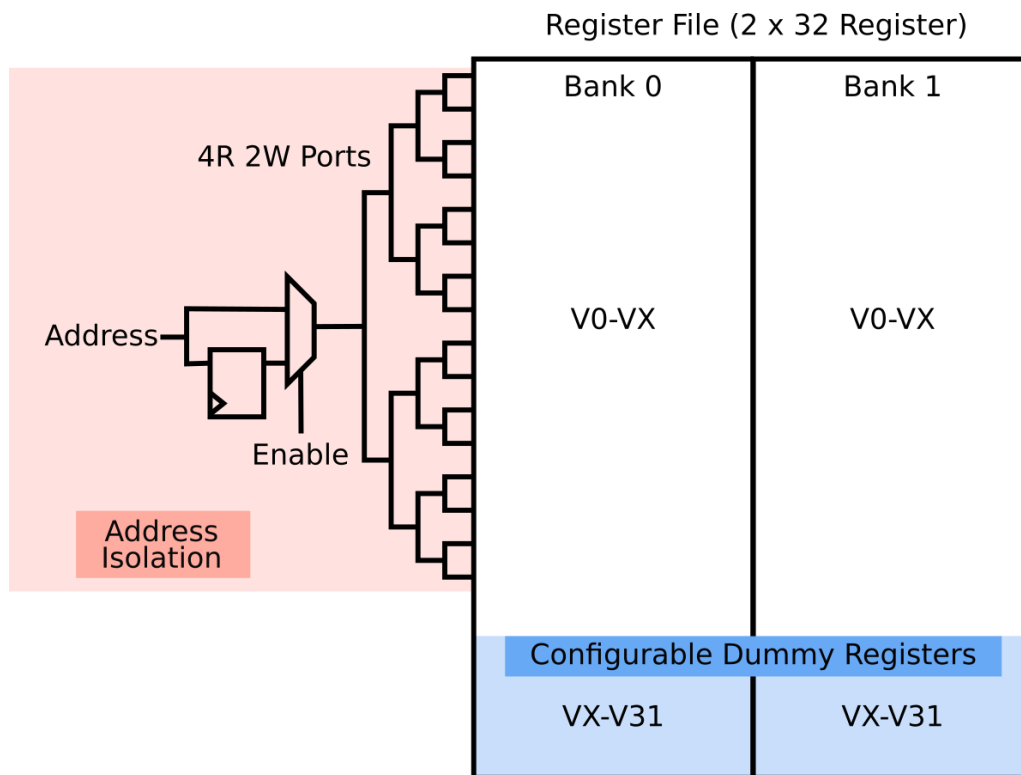 Register File (2 x 32 Register)
Bank 0
Bank 1
4R 2W Ports
V0-VX
V0-VX
Address
Enable
Address
Isolation
Configurable Dummy Registers
VX-V31
VX-V31